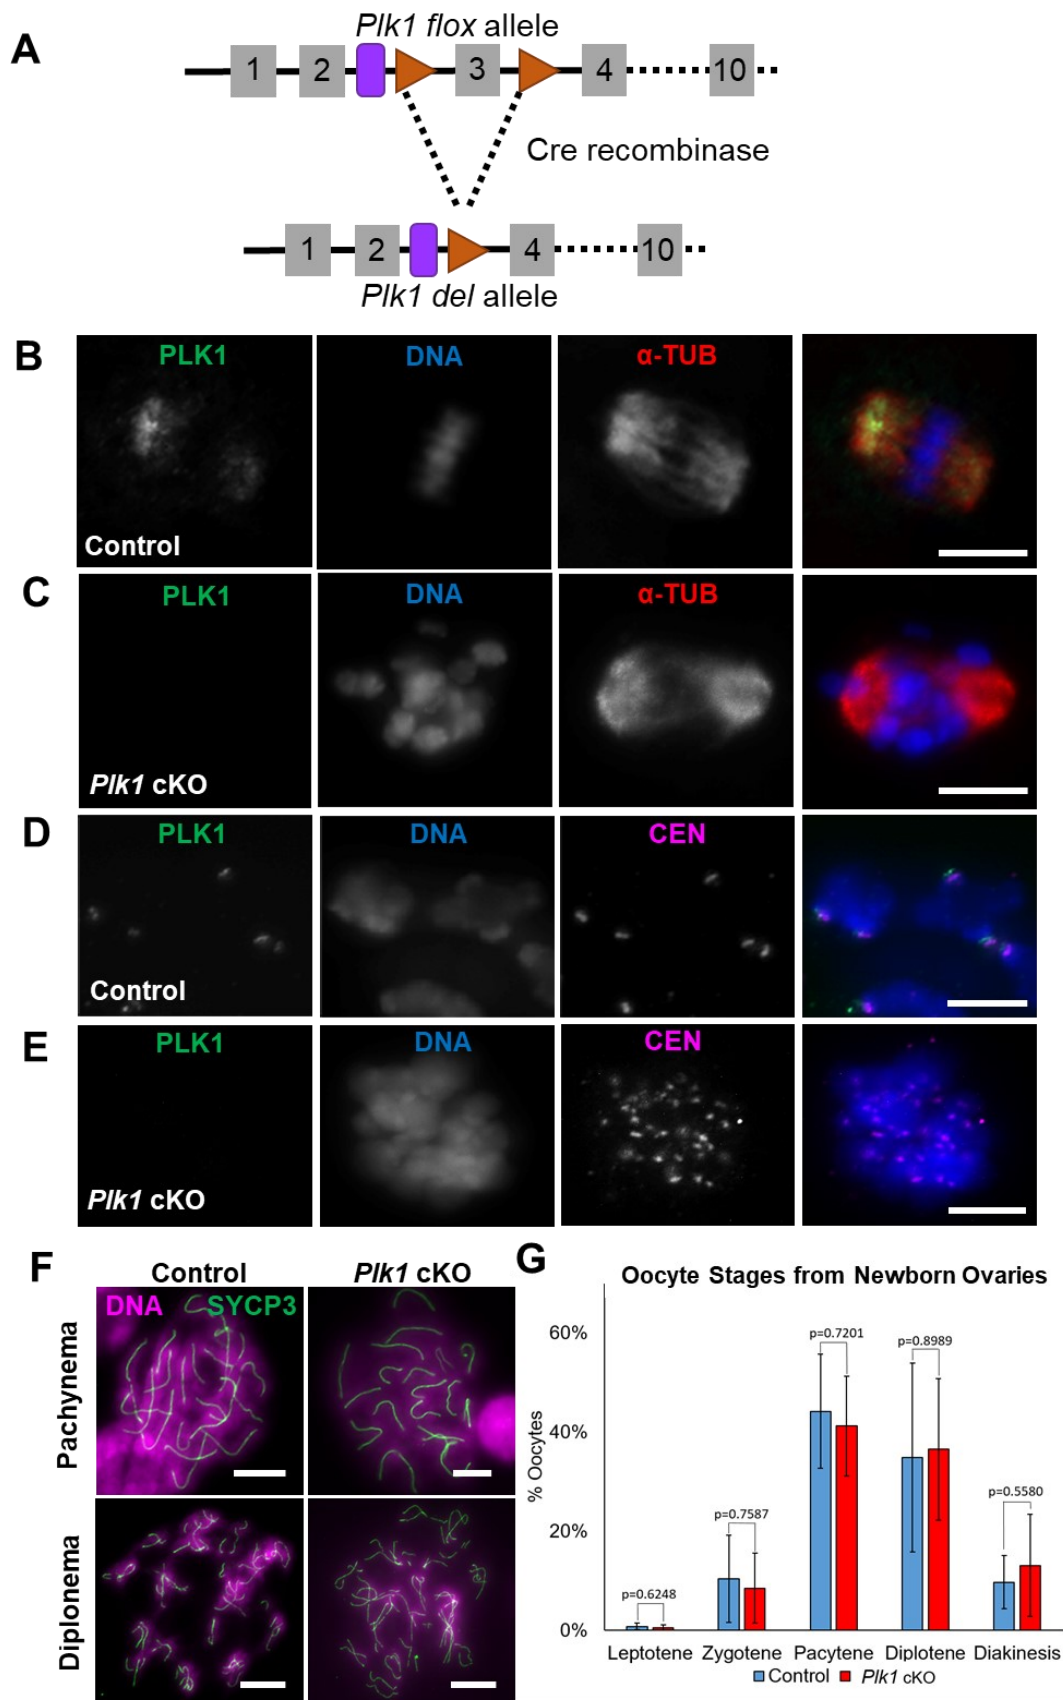 A
Plk1 flox allele
1 2 3 4 10
Cre recombinase
1 2 4 10
Plk1 del allele
B
PLK1 DNA α-TUB
Control
C
PLK1 DNA α-TUB
Plk1 cKO
D
PLK1 DNA CEN
Control
E
PLK1 DNA CEN
Plk1 cKO
F
Control Plk1 cKO
DNA SYCP3
Pachynema
Diplonema
G
Oocyte Stages from Newborn Ovaries
% Oocytes
60%
40%
20%
0%
p=0.6248
p=0.7587
p=0.7201
p=0.8989
p=0.5580
Leptotene Zygotene Pacytene Diplotene Diakinesis
Control Plk1 cKO